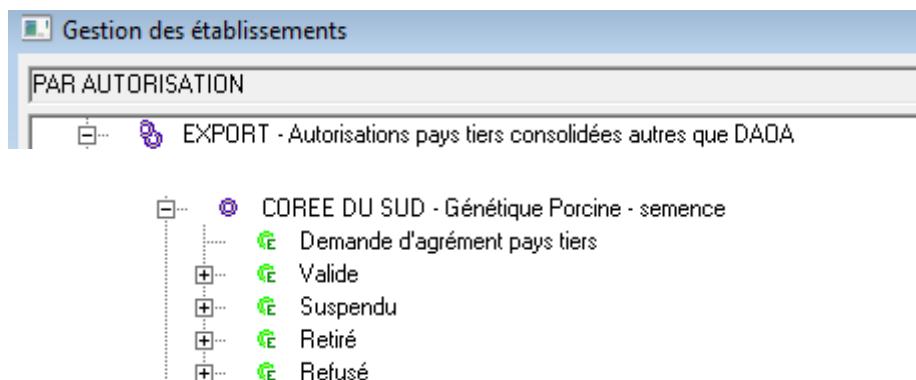 Gestion des établissements
PAR AUTORISATION
EXPORT - Autorisations pays tiers consolidées autres que DAOA
COREE DU SUD - Génétique Porcine - semence
Demande d'agrément pays tiers
Valide
Suspendu
Retiré
Refusé